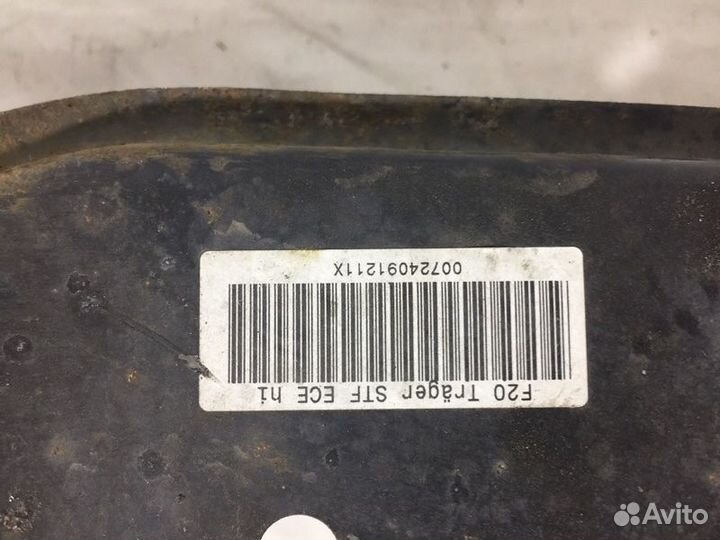 F20 Träger STF ECE hi
00724091211X
Avito